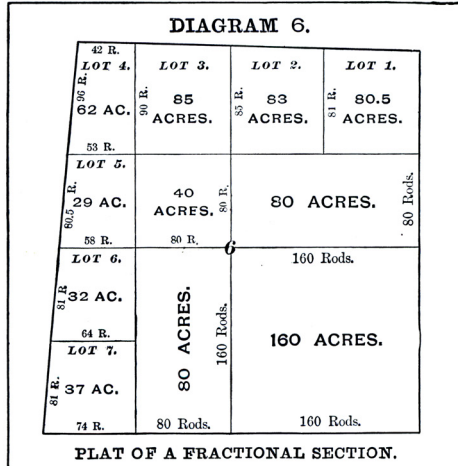 DIAGRAM 6.
42 R.
LOT 4.
LOT 3.
LOT 2.
LOT 1.
96 R.
62 AC.
90 R.
85
ACRES.
85 R.
83
ACRES.
81 R.
80.5
ACRES.
53 R.
LOT 5.
80.5 R.
29 AC.
40
ACRES.
80 R.
80 ACRES.
80 Rods.
58 R.
80 R.
6
160 Rods.
LOT 6.
81 R
32 AC.
64 R.
80 ACRES.
160 Rods.
160 ACRES.
LOT 7.
81 R.
37 AC.
74 R.
80 Rods.
160 Rods.
PLAT OF A FRACTIONAL SECTION.